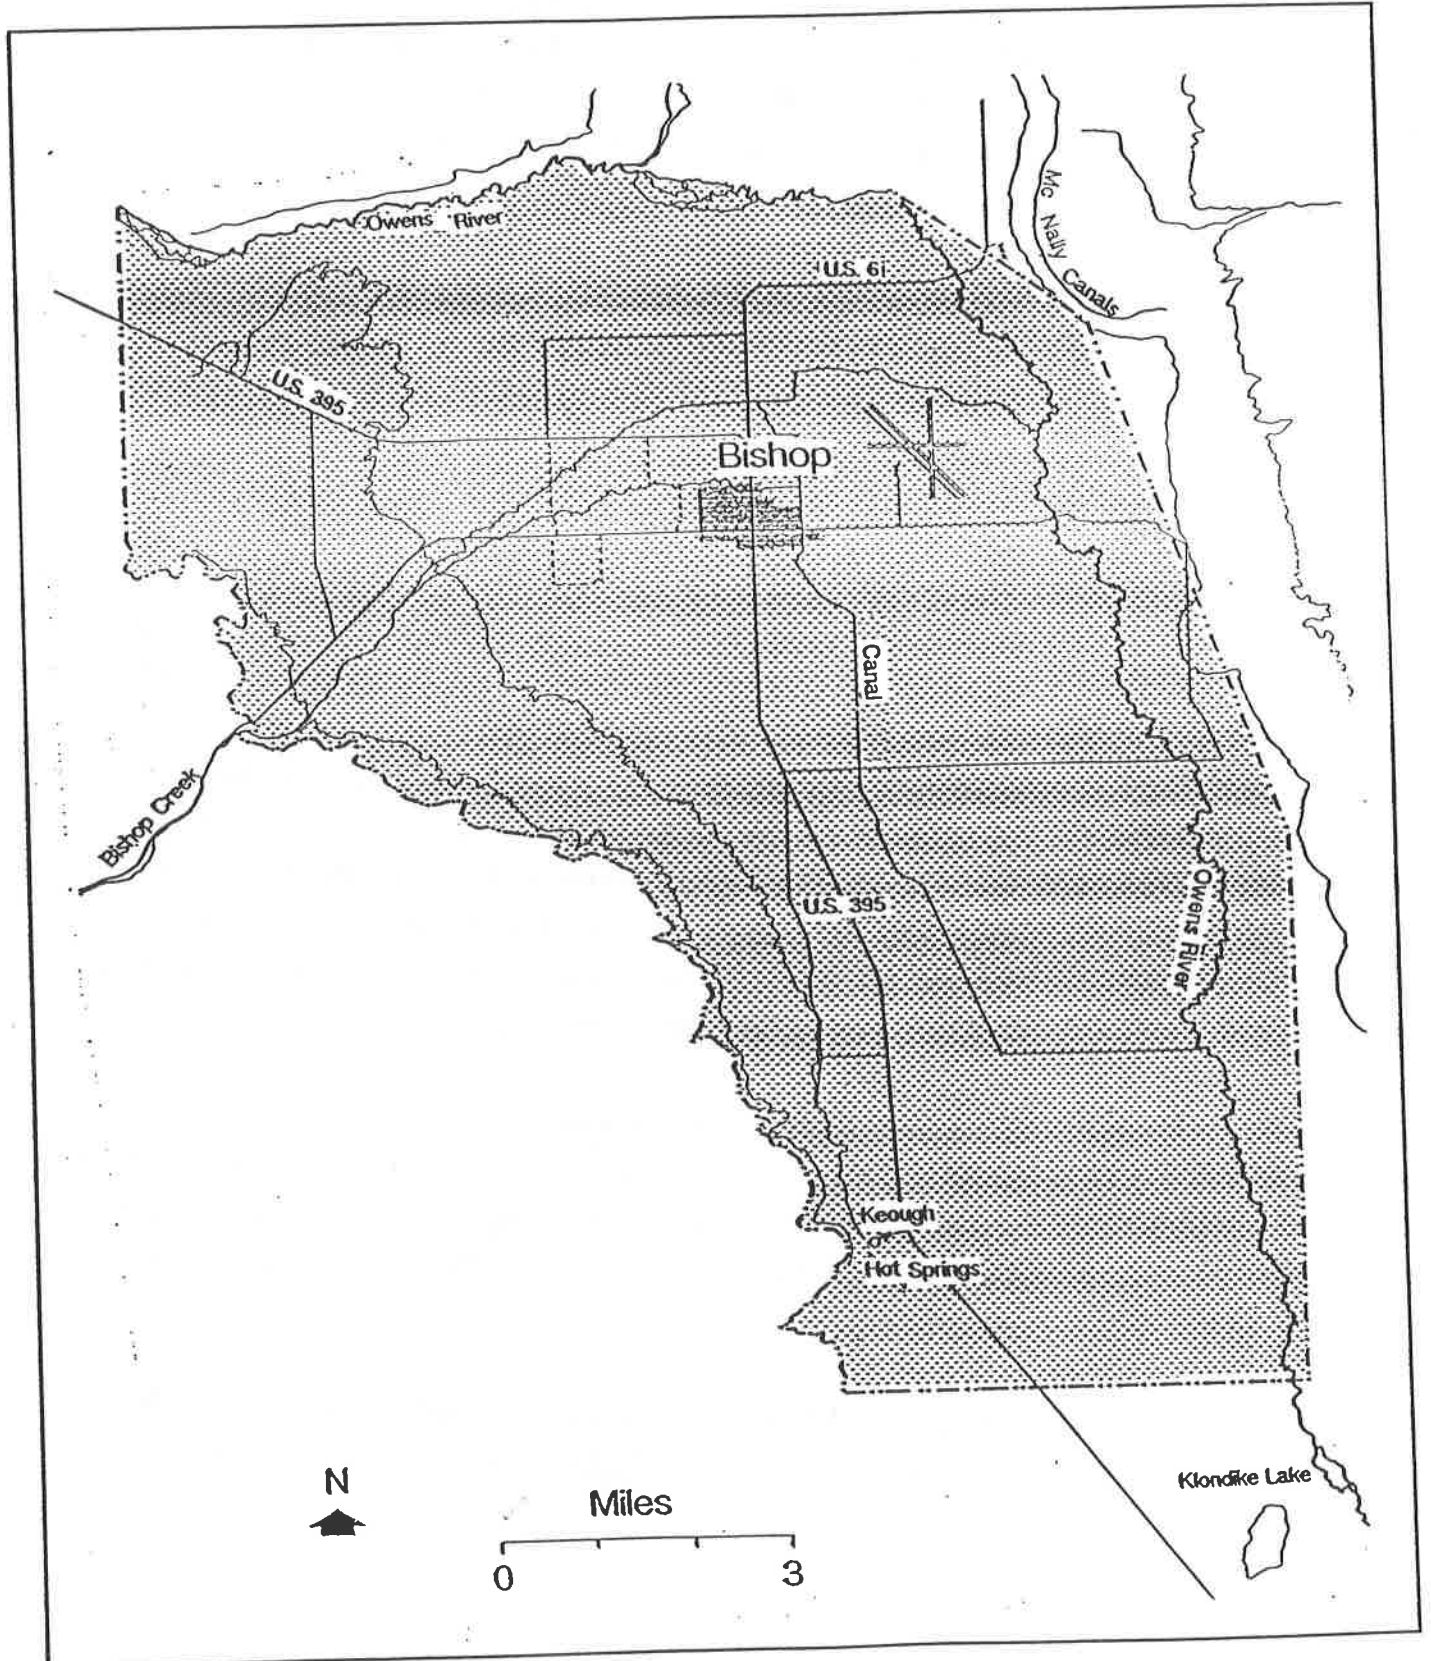 Owens River
Mc Nally Canals
U.S. 6i
U.S. 395
Bishop
Canal
Bishop Creek
U.S. 395
Owens River
Keough
Hot Springs
Klondike Lake
N
Miles
0 3